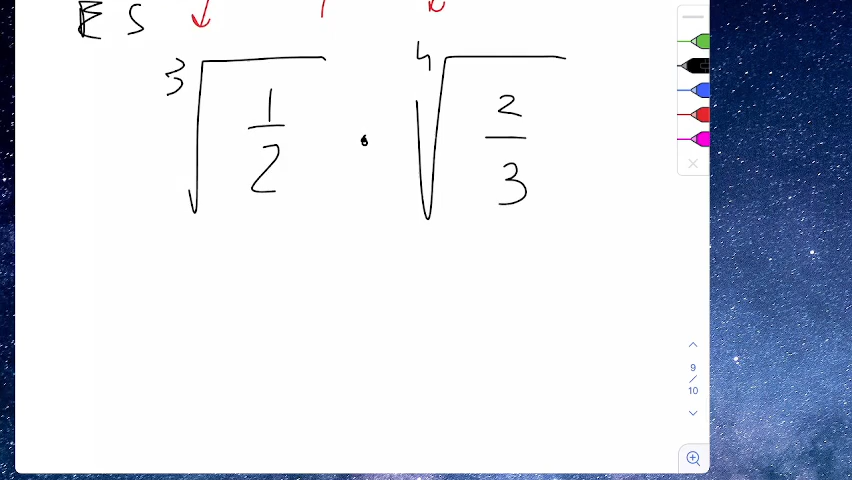 ES
∛(1/2) · ∜(2/3)
9
/
10